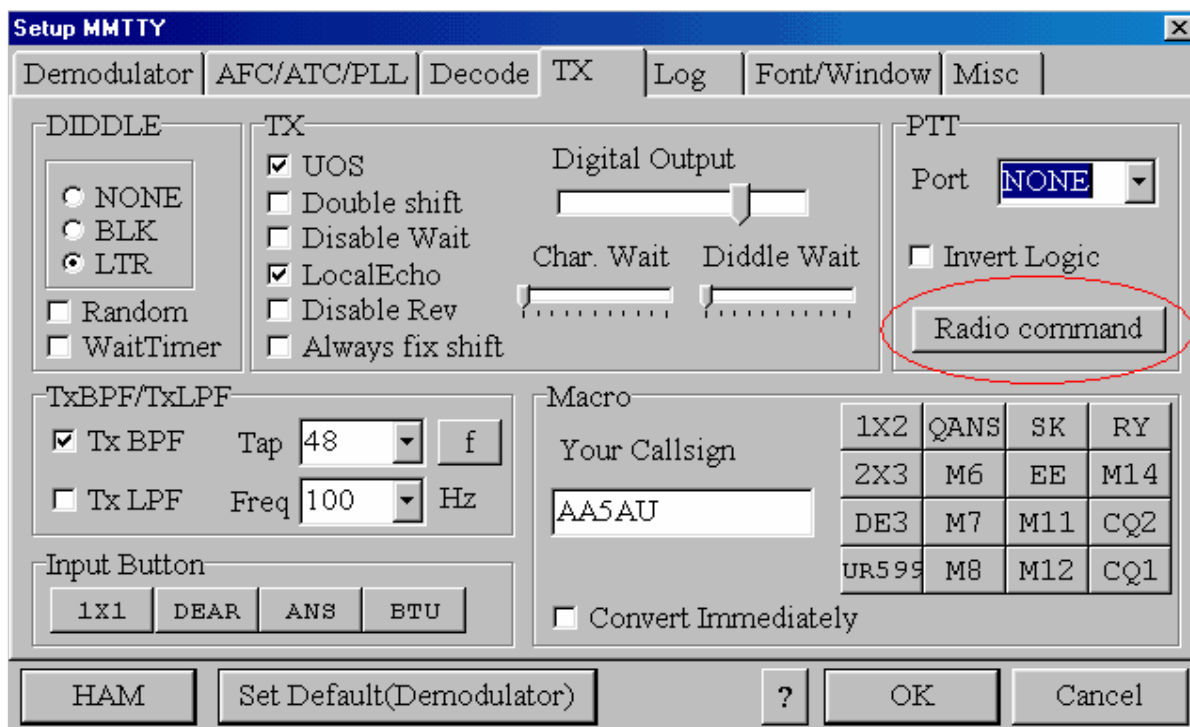 Setup MMTTY
Demodulator AFC/ATC/PLL Decode TX Log Font/Window Misc
DIDDLE
NONE
BLK
LTR
Random
WaitTimer
TX
UOS
Double shift
Disable Wait
LocalEcho
Disable Rev
Always fix shift
Digital Output
Char. Wait Diddle Wait
PTT
Port NONE
Invert Logic
Radio command
TxBPF/TxLPF
Tx BPF Tap 48 f
Tx LPF Freq 100 Hz
Input Button
1X1 DEAR ANS BTU
Macro
Your Callsign
AA5AU
Convert Immediately
1X2 QANS SK RY
2X3 M6 EE M14
DE3 M7 M11 CQ2
UR599 M8 M12 CQ1
HAM Set Default(Demodulator) ? OK Cancel